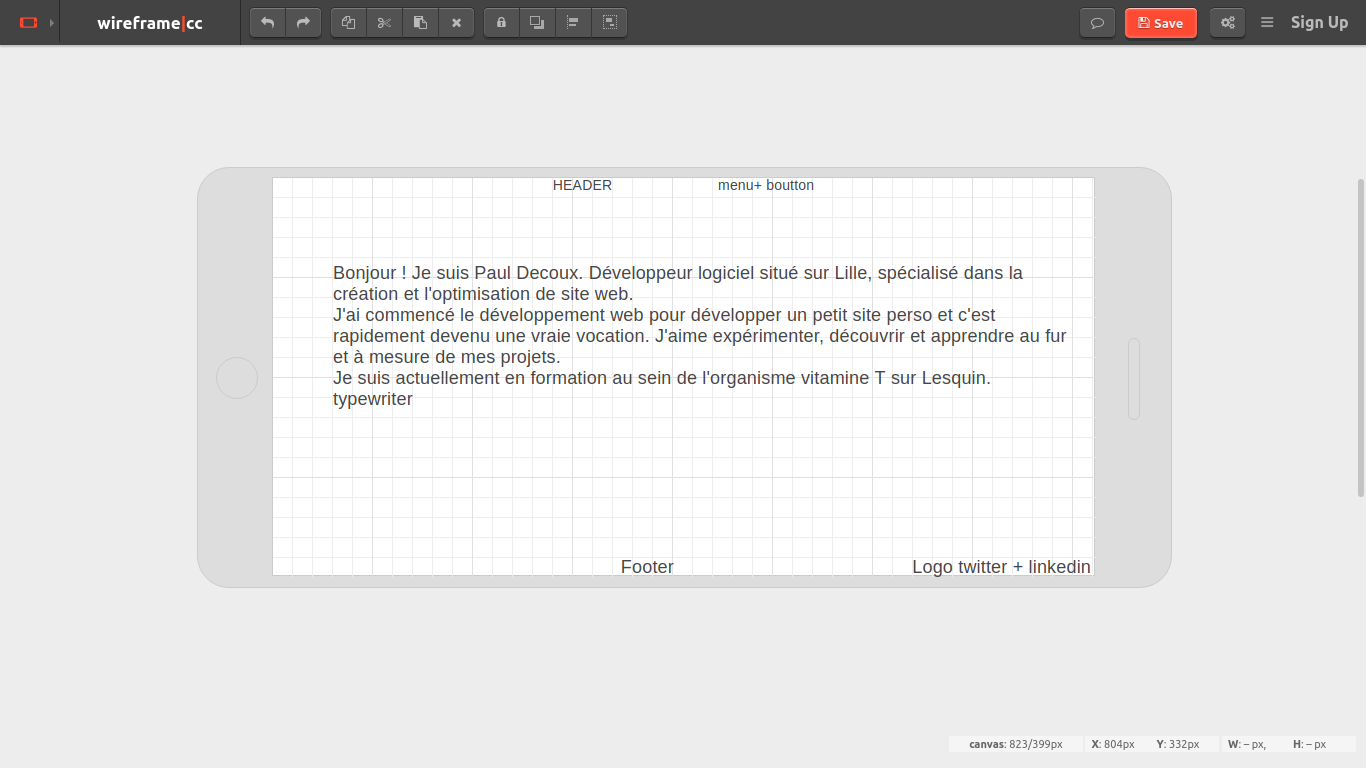 wireframe|cc
Save
Sign Up
HEADER menu+ boutton
Bonjour ! Je suis Paul Decoux. Développeur logiciel situé sur Lille, spécialisé dans la
création et l'optimisation de site web.
J'ai commencé le développement web pour développer un petit site perso et c'est
rapidement devenu une vraie vocation. J'aime expérimenter, découvrir et apprendre au fur
et à mesure de mes projets.
Je suis actuellement en formation au sein de l'organisme vitamine T sur Lesquin.
typewriter
Footer Logo twitter + linkedin
canvas: 823/399px X: 804px Y: 332px W: – px, H: – px